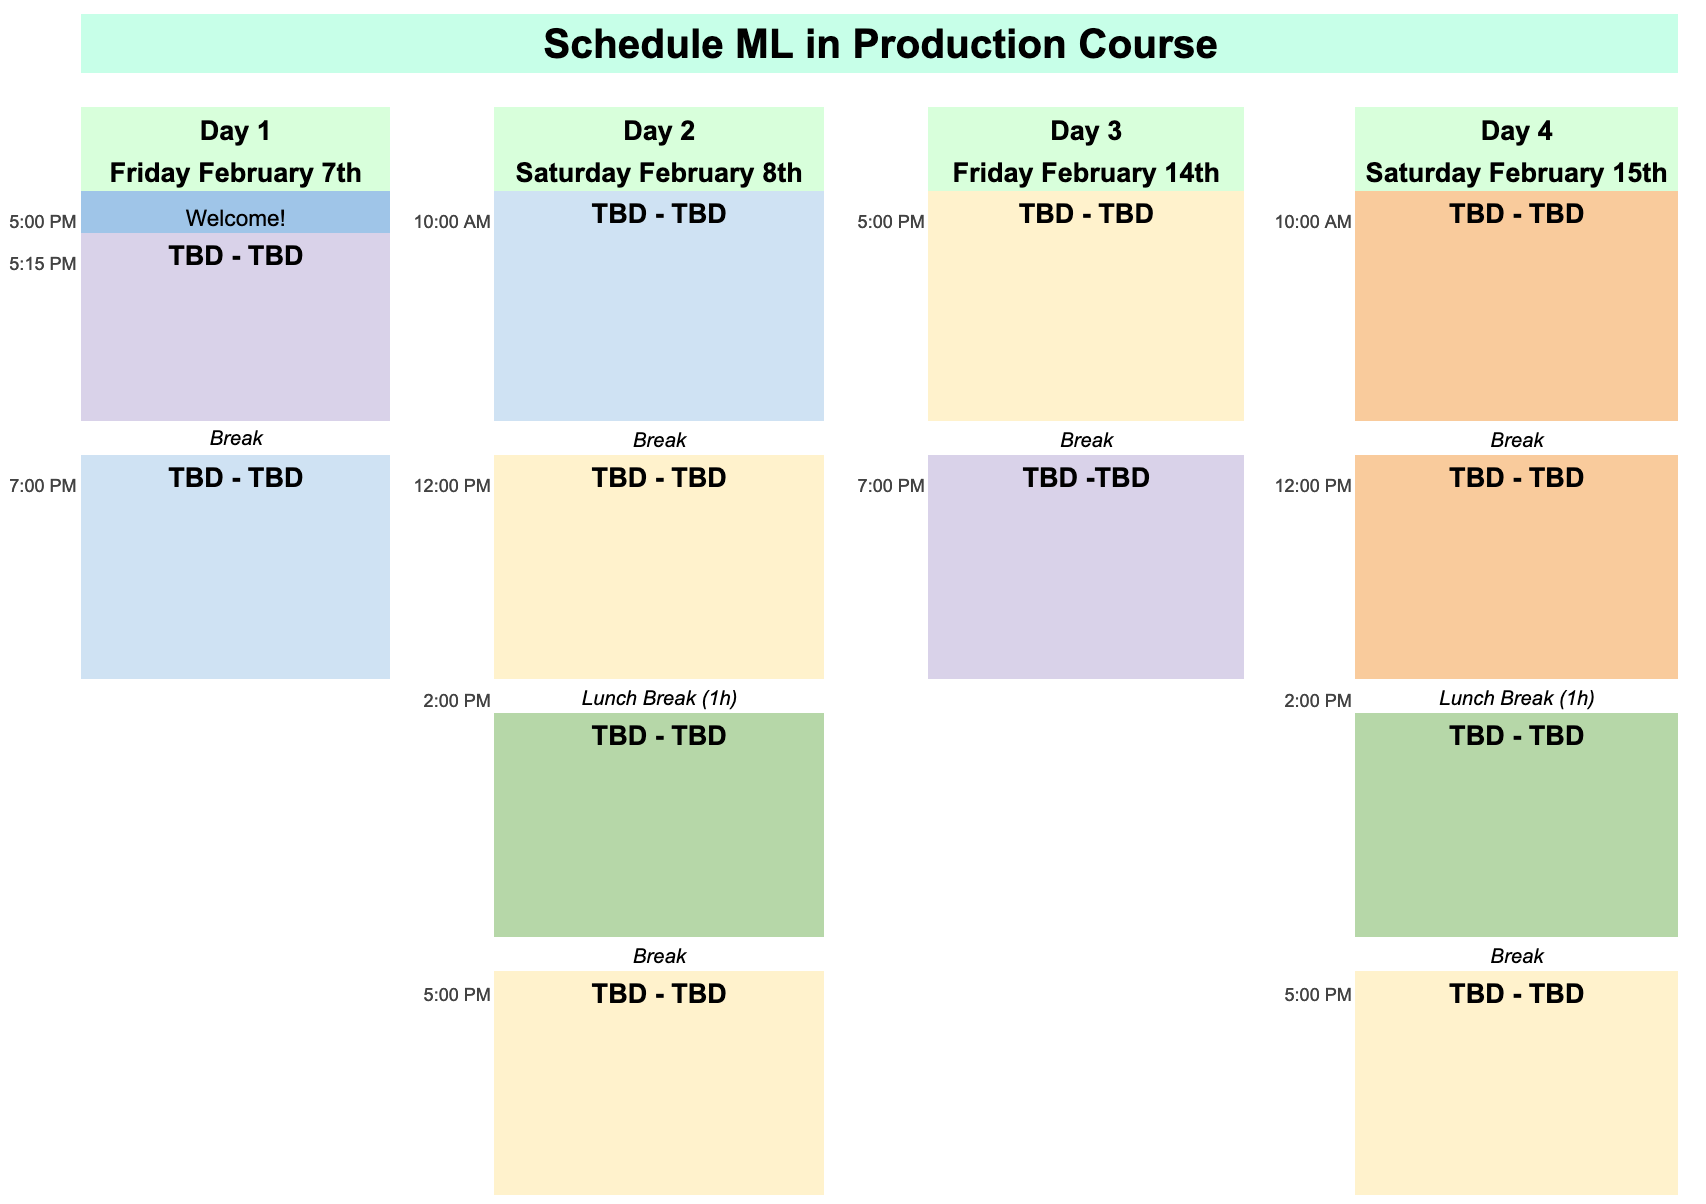 Schedule ML in Production Course
Day 1
Friday February 7th
5:00 PM
Welcome!
5:15 PM
TBD - TBD
Break
7:00 PM
TBD - TBD
Day 2
Saturday February 8th
10:00 AM
TBD - TBD
Break
12:00 PM
TBD - TBD
2:00 PM
Lunch Break (1h)
TBD - TBD
Break
5:00 PM
TBD - TBD
Day 3
Friday February 14th
5:00 PM
TBD - TBD
Break
7:00 PM
TBD -TBD
Day 4
Saturday February 15th
10:00 AM
TBD - TBD
Break
12:00 PM
TBD - TBD
2:00 PM
Lunch Break (1h)
TBD - TBD
Break
5:00 PM
TBD - TBD